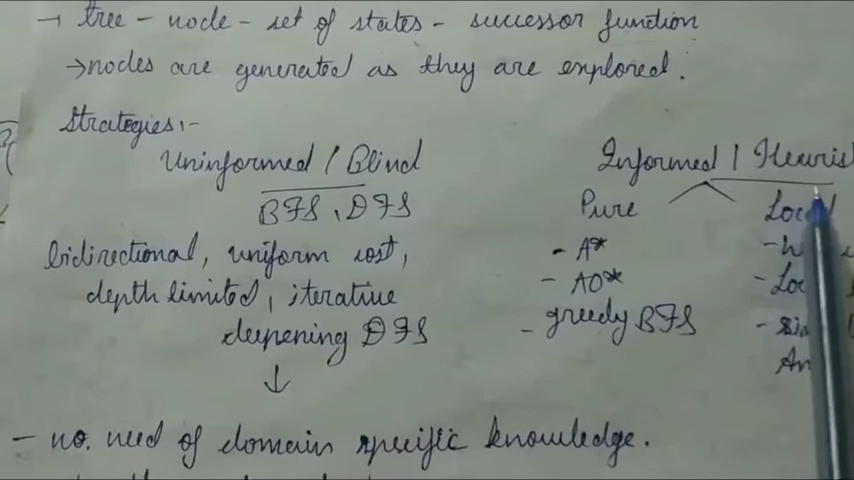 → tree - node - set of states - successor function
→ nodes are generated as they are explored.
Strategies:-
Uninformed / Blind
BFS, DFS
bidirectional, uniform cost,
depth limited, iterative
deepening DFS
↓
Informed |
Pure
- A*
- AO*
- greedy BFS
- no. need of domain specific knowledge.